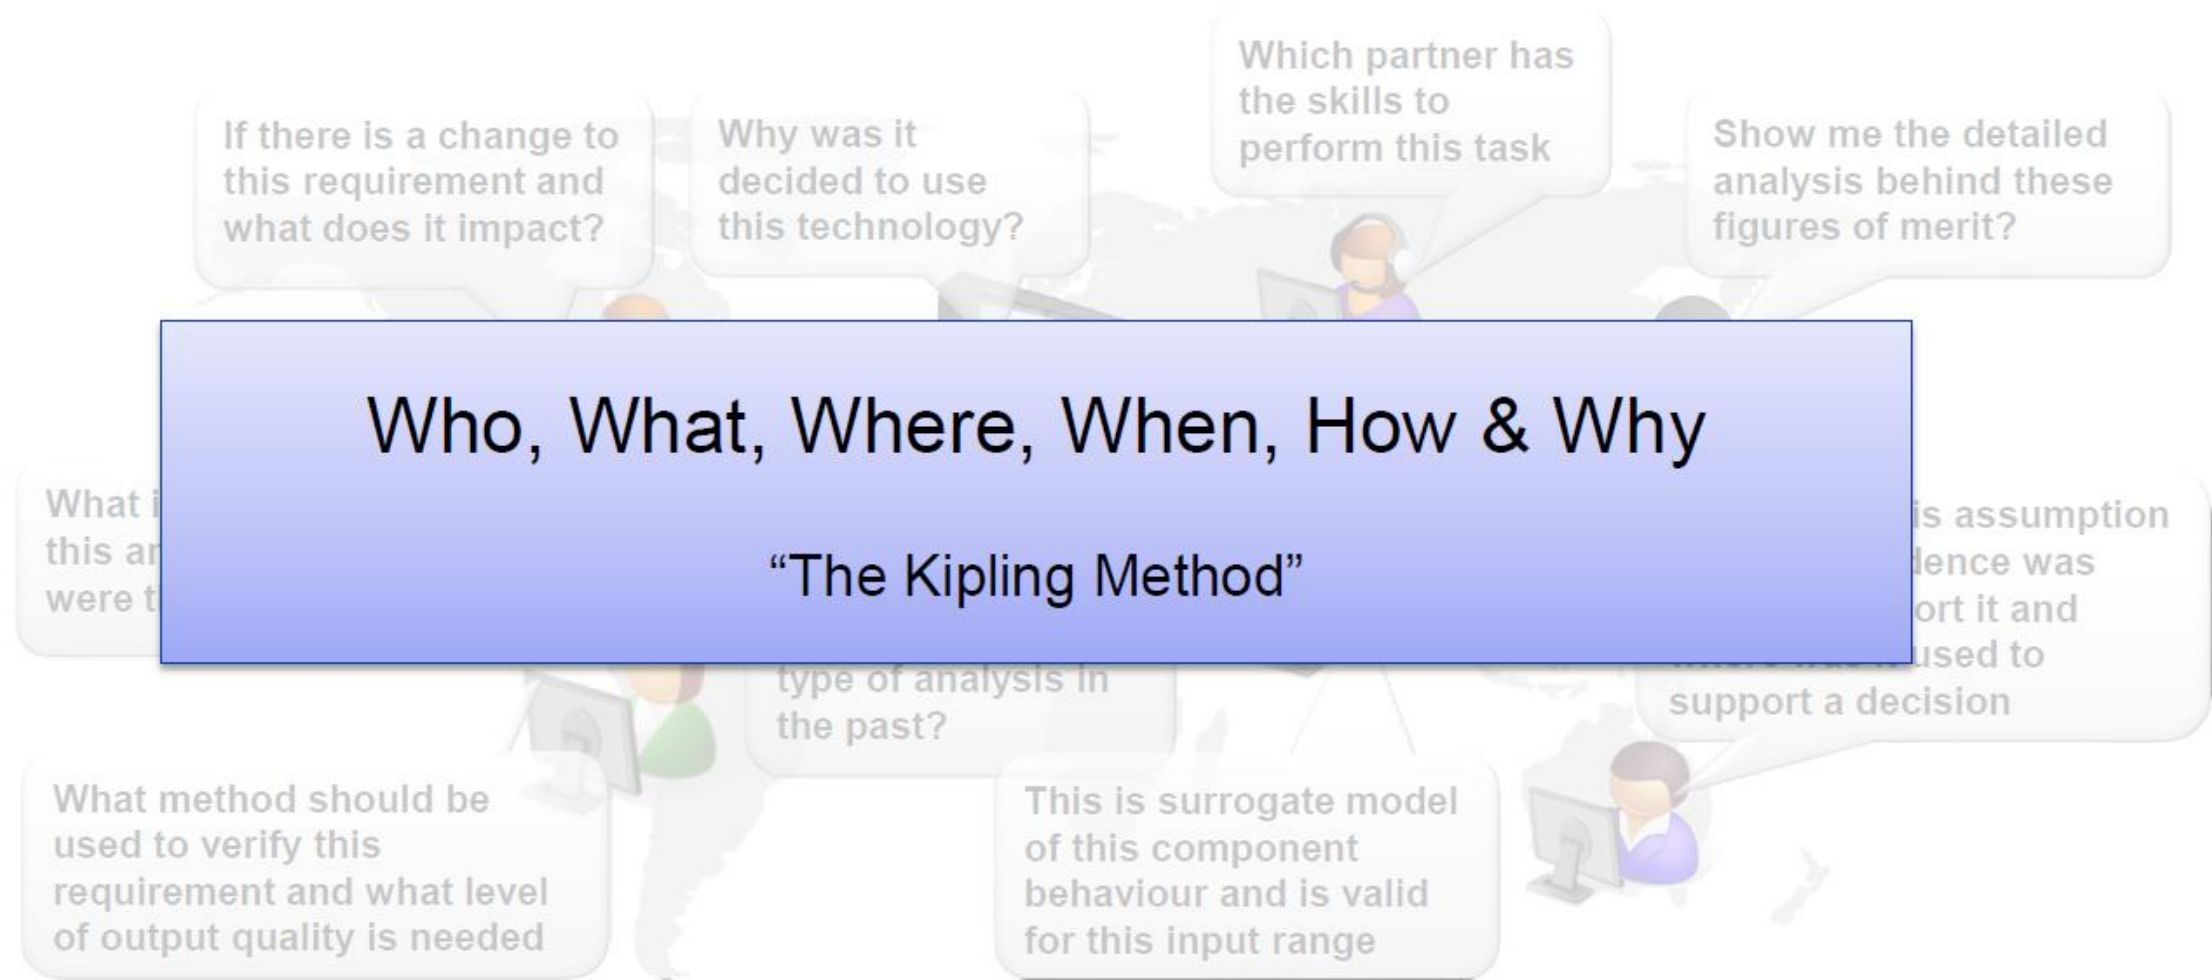 Which partner has
the skills to
perform this task
If there is a change to
this requirement and
what does it impact?
Why was it
decided to use
this technology?
Show me the detailed
analysis behind these
figures of merit?
Who, What, Where, When, How & Why
“The Kipling Method”
What
this
were
is assumption
was
it and
used to
support a decision
type of analysis in
the past?
What method should be
used to verify this
requirement and what level
of output quality is needed
This is surrogate model
of this component
behaviour and is valid
for this input range